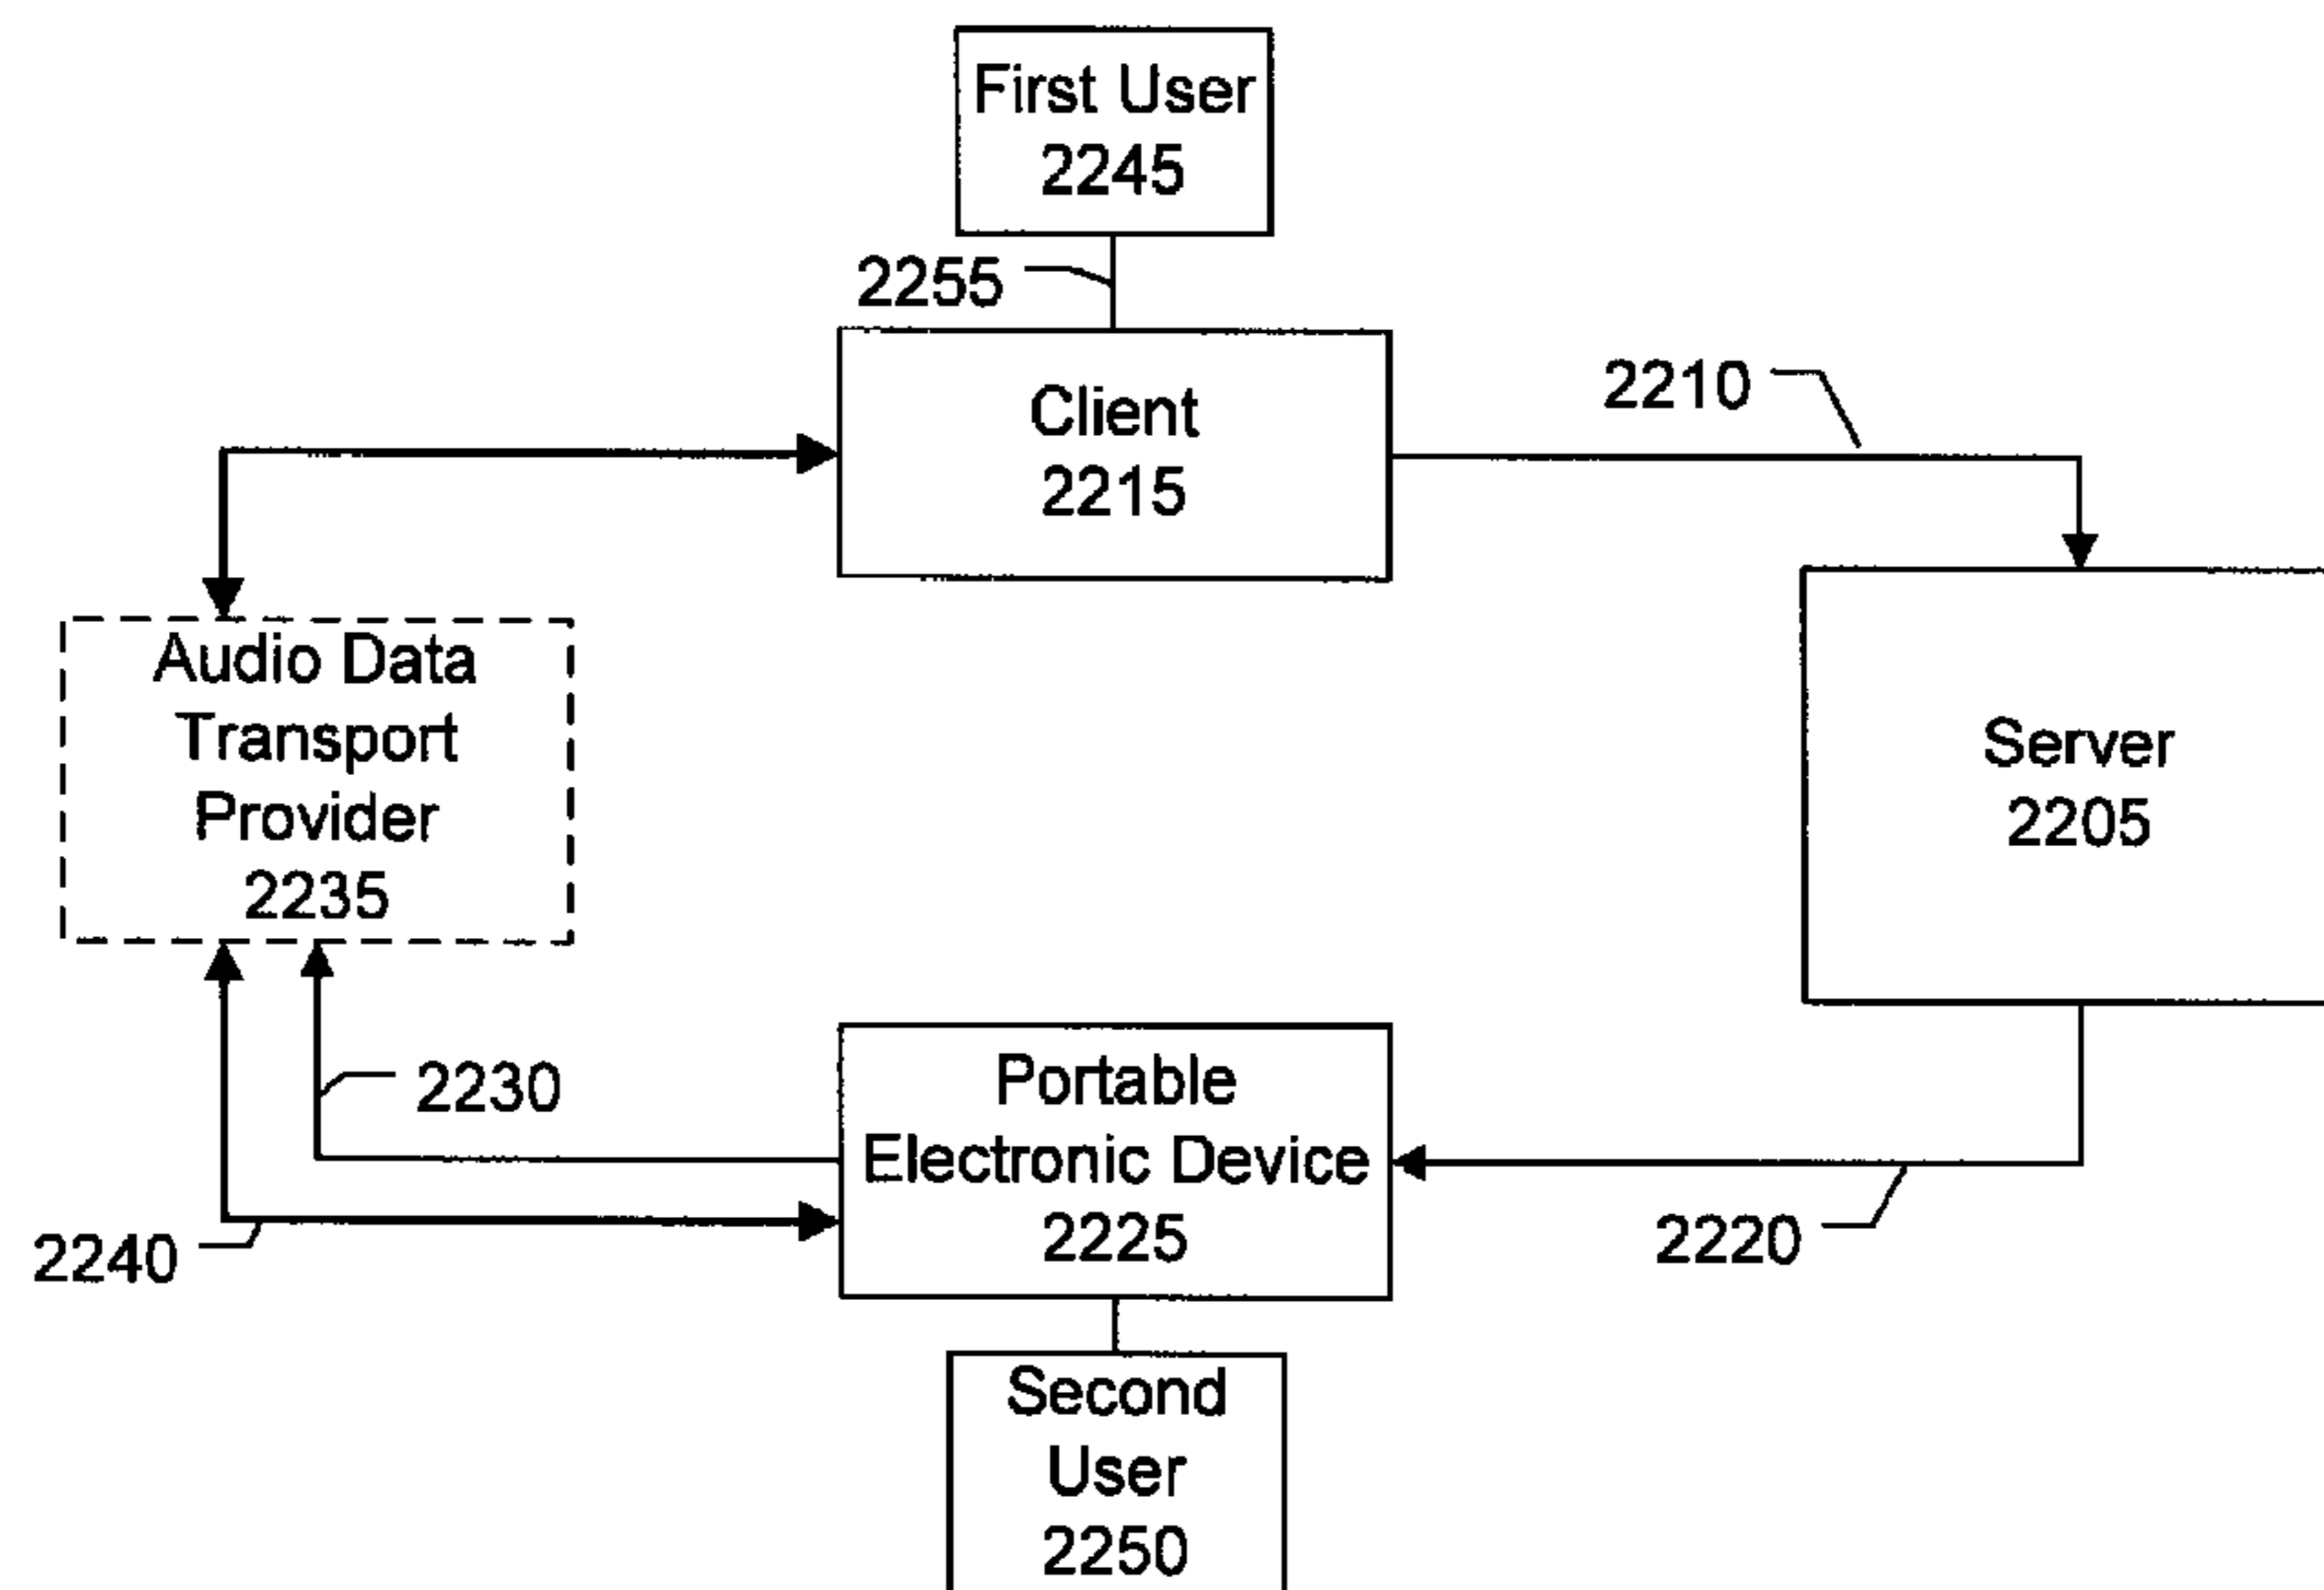 First User
2245
2255
Client
2215
2210
Audio Data
Transport
Provider
2235
Server
2205
2230
Portable
Electronic Device
2225
2240
2220
Second
User
2250